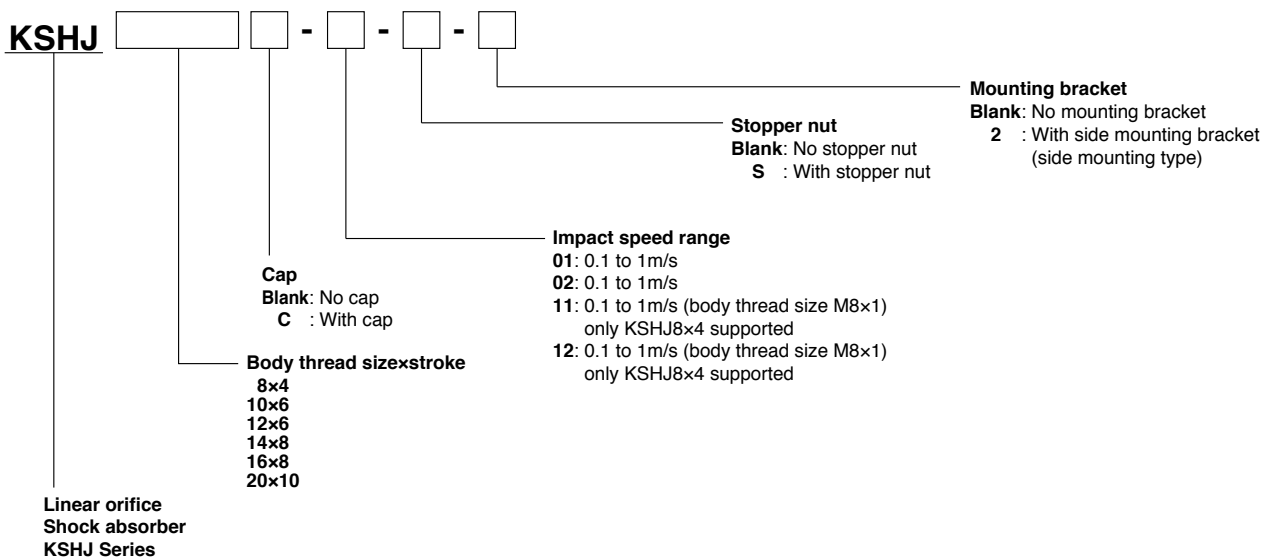 KSHJ - - -
Mounting bracket
Blank: No mounting bracket
2 : With side mounting bracket
(side mounting type)
Stopper nut
Blank: No stopper nut
S : With stopper nut
Impact speed range
01: 0.1 to 1m/s
02: 0.1 to 1m/s
11: 0.1 to 1m/s (body thread size M8×1)
only KSHJ8×4 supported
12: 0.1 to 1m/s (body thread size M8×1)
only KSHJ8×4 supported
Cap
Blank: No cap
C : With cap
Body thread size×stroke
8×4
10×6
12×6
14×8
16×8
20×10
Linear orifice
Shock absorber
KSHJ Series